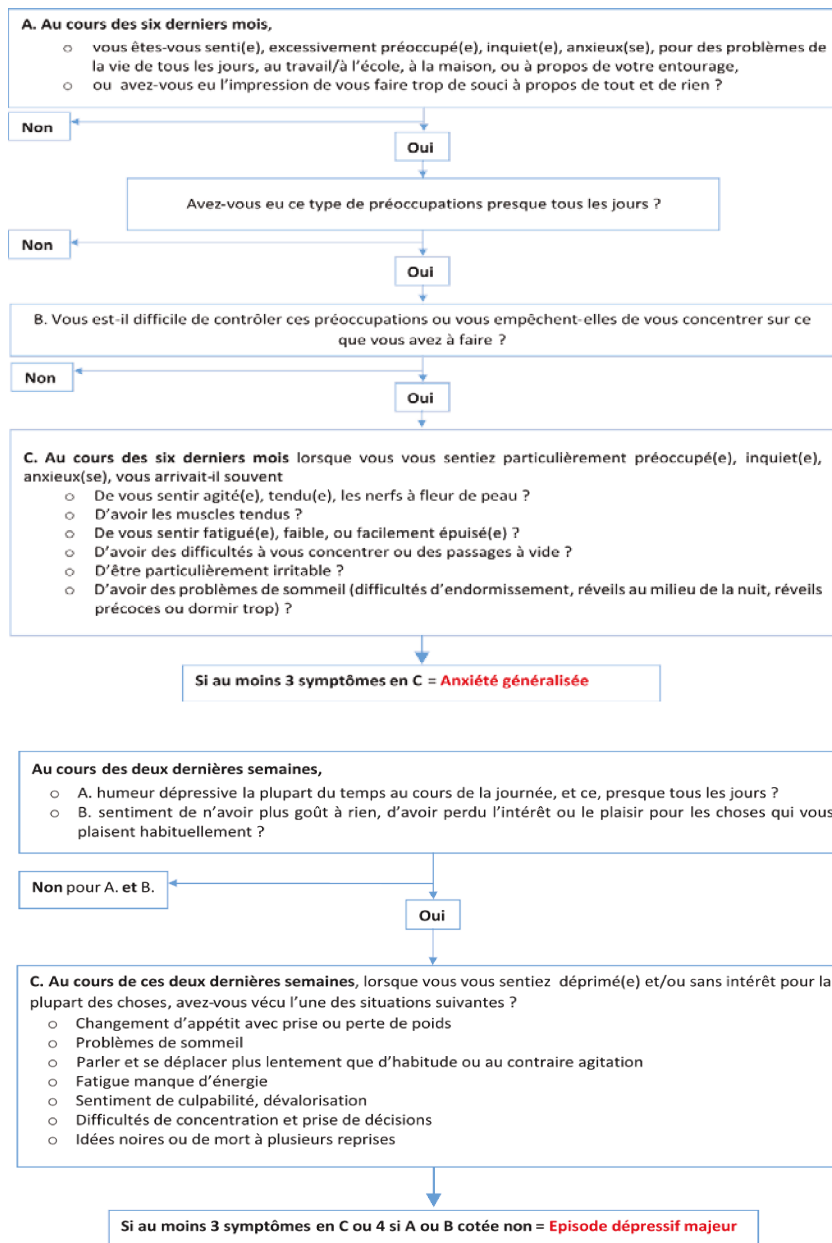 A. Au cours des six derniers mois,
○ vous êtes-vous senti(e), excessivement préoccupé(e), inquiet(e), anxieux(se), pour des problèmes de
la vie de tous les jours, au travail/à l'école, à la maison, ou à propos de votre entourage,
○ ou avez-vous eu l'impression de vous faire trop de souci à propos de tout et de rien ?
Non
Oui
Avez-vous eu ce type de préoccupations presque tous les jours ?
Non
Oui
B. Vous est-il difficile de contrôler ces préoccupations ou vous empêchent-elles de vous concentrer sur ce
que vous avez à faire ?
Non
Oui
C. Au cours des six derniers mois lorsque vous vous sentiez particulièrement préoccupé(e), inquiet(e),
anxieux(se), vous arrivait-il souvent
○ De vous sentir agité(e), tendu(e), les nerfs à fleur de peau ?
○ D'avoir les muscles tendus ?
○ De vous sentir fatigué(e), faible, ou facilement épuisé(e) ?
○ D'avoir des difficultés à vous concentrer ou des passages à vide ?
○ D'être particulièrement irritable ?
○ D'avoir des problèmes de sommeil (difficultés d'endormissement, réveils au milieu de la nuit, réveils
précoces ou dormir trop) ?
Si au moins 3 symptômes en C = Anxiété généralisée
Au cours des deux dernières semaines,
○ A. humeur dépressive la plupart du temps au cours de la journée, et ce, presque tous les jours ?
○ B. sentiment de n'avoir plus goût à rien, d'avoir perdu l'intérêt ou le plaisir pour les choses qui vous
plaisent habituellement ?
Non pour A. et B.
Oui
C. Au cours de ces deux dernières semaines, lorsque vous vous sentiez déprimé(e) et/ou sans intérêt pour la
plupart des choses, avez-vous vécu l'une des situations suivantes ?
○ Changement d'appétit avec prise ou perte de poids
○ Problèmes de sommeil
○ Parler et se déplacer plus lentement que d'habitude ou au contraire agitation
○ Fatigue manque d'énergie
○ Sentiment de culpabilité, dévalorisation
○ Difficultés de concentration et prise de décisions
○ Idées noires ou de mort à plusieurs reprises
Si au moins 3 symptômes en C ou 4 si A ou B cotée non = Episode dépressif majeur